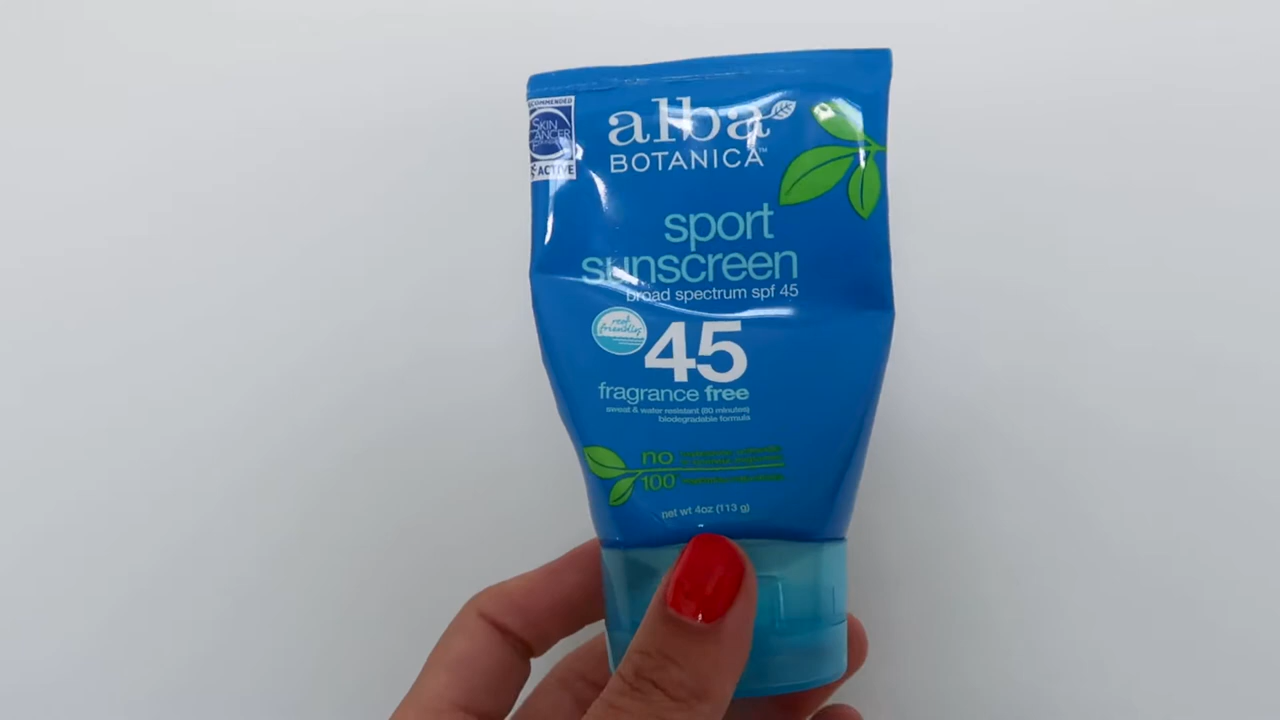 RECOMMENDED
SKIN
CANCER
ACTIVE
alba
BOTANICA™
sport
sunscreen
broad spectrum spf 45
reef
friendly
45
fragrance free
sweat & water resistant (80 minutes)
biodegradable formula
no
100
net wt 4oz (113 g)